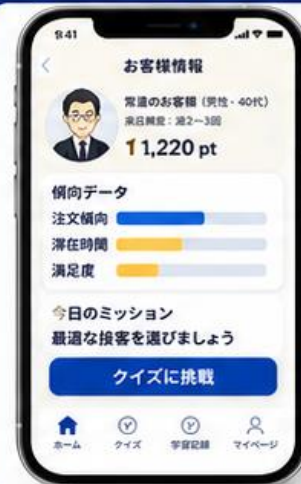 9:41
お客様情報
常連のお客様（男性・40代）
来店頻度：週2〜3回
11,220 pt
傾向データ
注文傾向
滞在時間
満足度
今日のミッション
最適な接客を選びましょう
クイズに挑戦
ホーム
クイズ
学習記録
マイページ